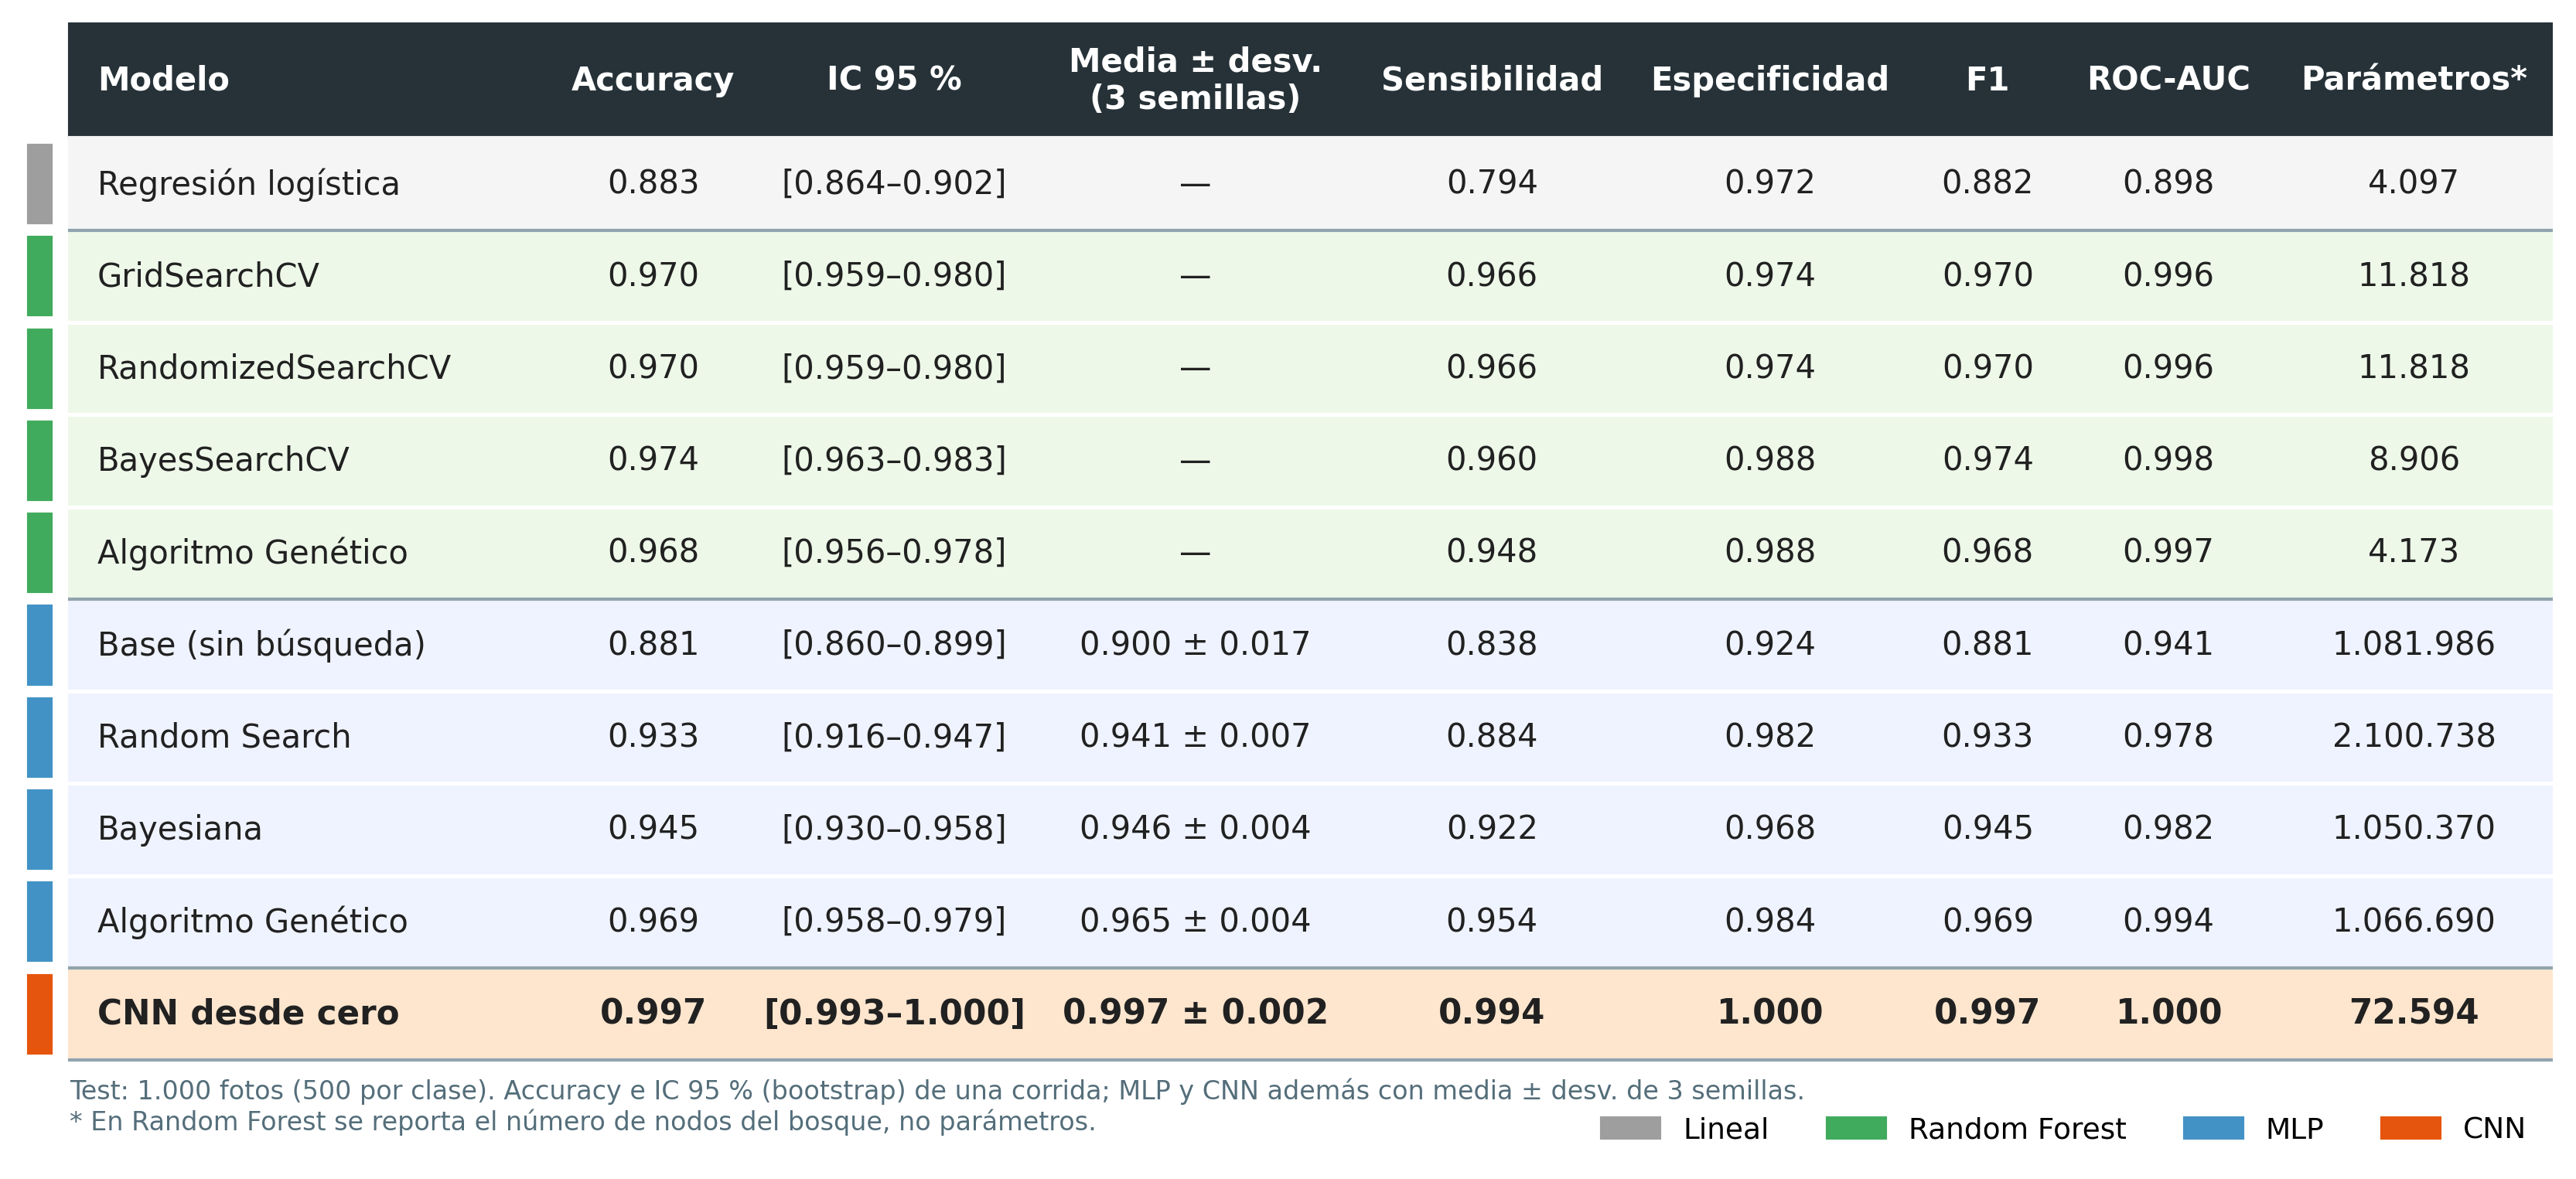 Modelo Accuracy IC 95 % Media ± desv. (3 semillas) Sensibilidad Especificidad F1 ROC-AUC Parámetros*
Regresión logística 0.883 [0.864–0.902] — 0.794 0.972 0.882 0.898 4.097
GridSearchCV 0.970 [0.959–0.980] — 0.966 0.974 0.970 0.996 11.818
RandomizedSearchCV 0.970 [0.959–0.980] — 0.966 0.974 0.970 0.996 11.818
BayesSearchCV 0.974 [0.963–0.983] — 0.960 0.988 0.974 0.998 8.906
Algoritmo Genético 0.968 [0.956–0.978] — 0.948 0.988 0.968 0.997 4.173
Base (sin búsqueda) 0.881 [0.860–0.899] 0.900 ± 0.017 0.838 0.924 0.881 0.941 1.081.986
Random Search 0.933 [0.916–0.947] 0.941 ± 0.007 0.884 0.982 0.933 0.978 2.100.738
Bayesiana 0.945 [0.930–0.958] 0.946 ± 0.004 0.922 0.968 0.945 0.982 1.050.370
Algoritmo Genético 0.969 [0.958–0.979] 0.965 ± 0.004 0.954 0.984 0.969 0.994 1.066.690
CNN desde cero 0.997 [0.993–1.000] 0.997 ± 0.002 0.994 1.000 0.997 1.000 72.594
Test: 1.000 fotos (500 por clase). Accuracy e IC 95 % (bootstrap) de una corrida; MLP y CNN además con media ± desv. de 3 semillas.
* En Random Forest se reporta el número de nodos del bosque, no parámetros.
Lineal Random Forest MLP CNN